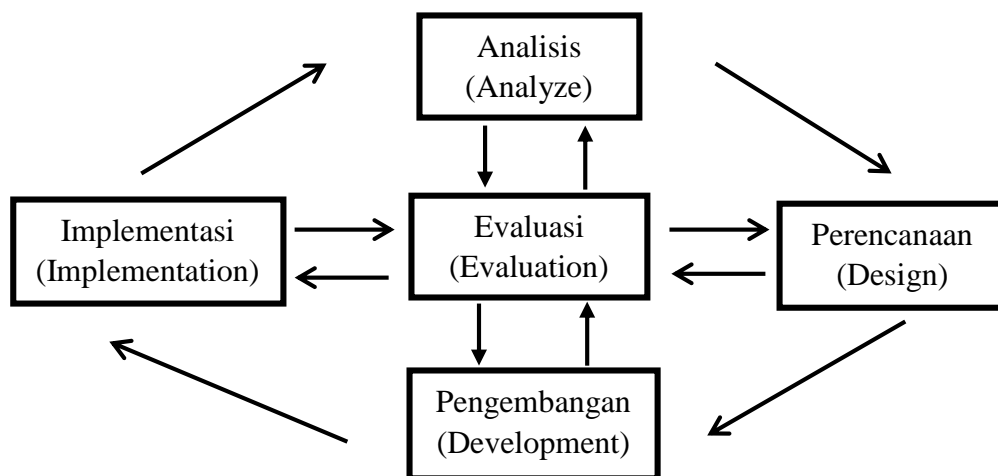 Analisis
(Analyze)
Implementasi
(Implementation)
Evaluasi
(Evaluation)
Perencanaan
(Design)
Pengembangan
(Development)